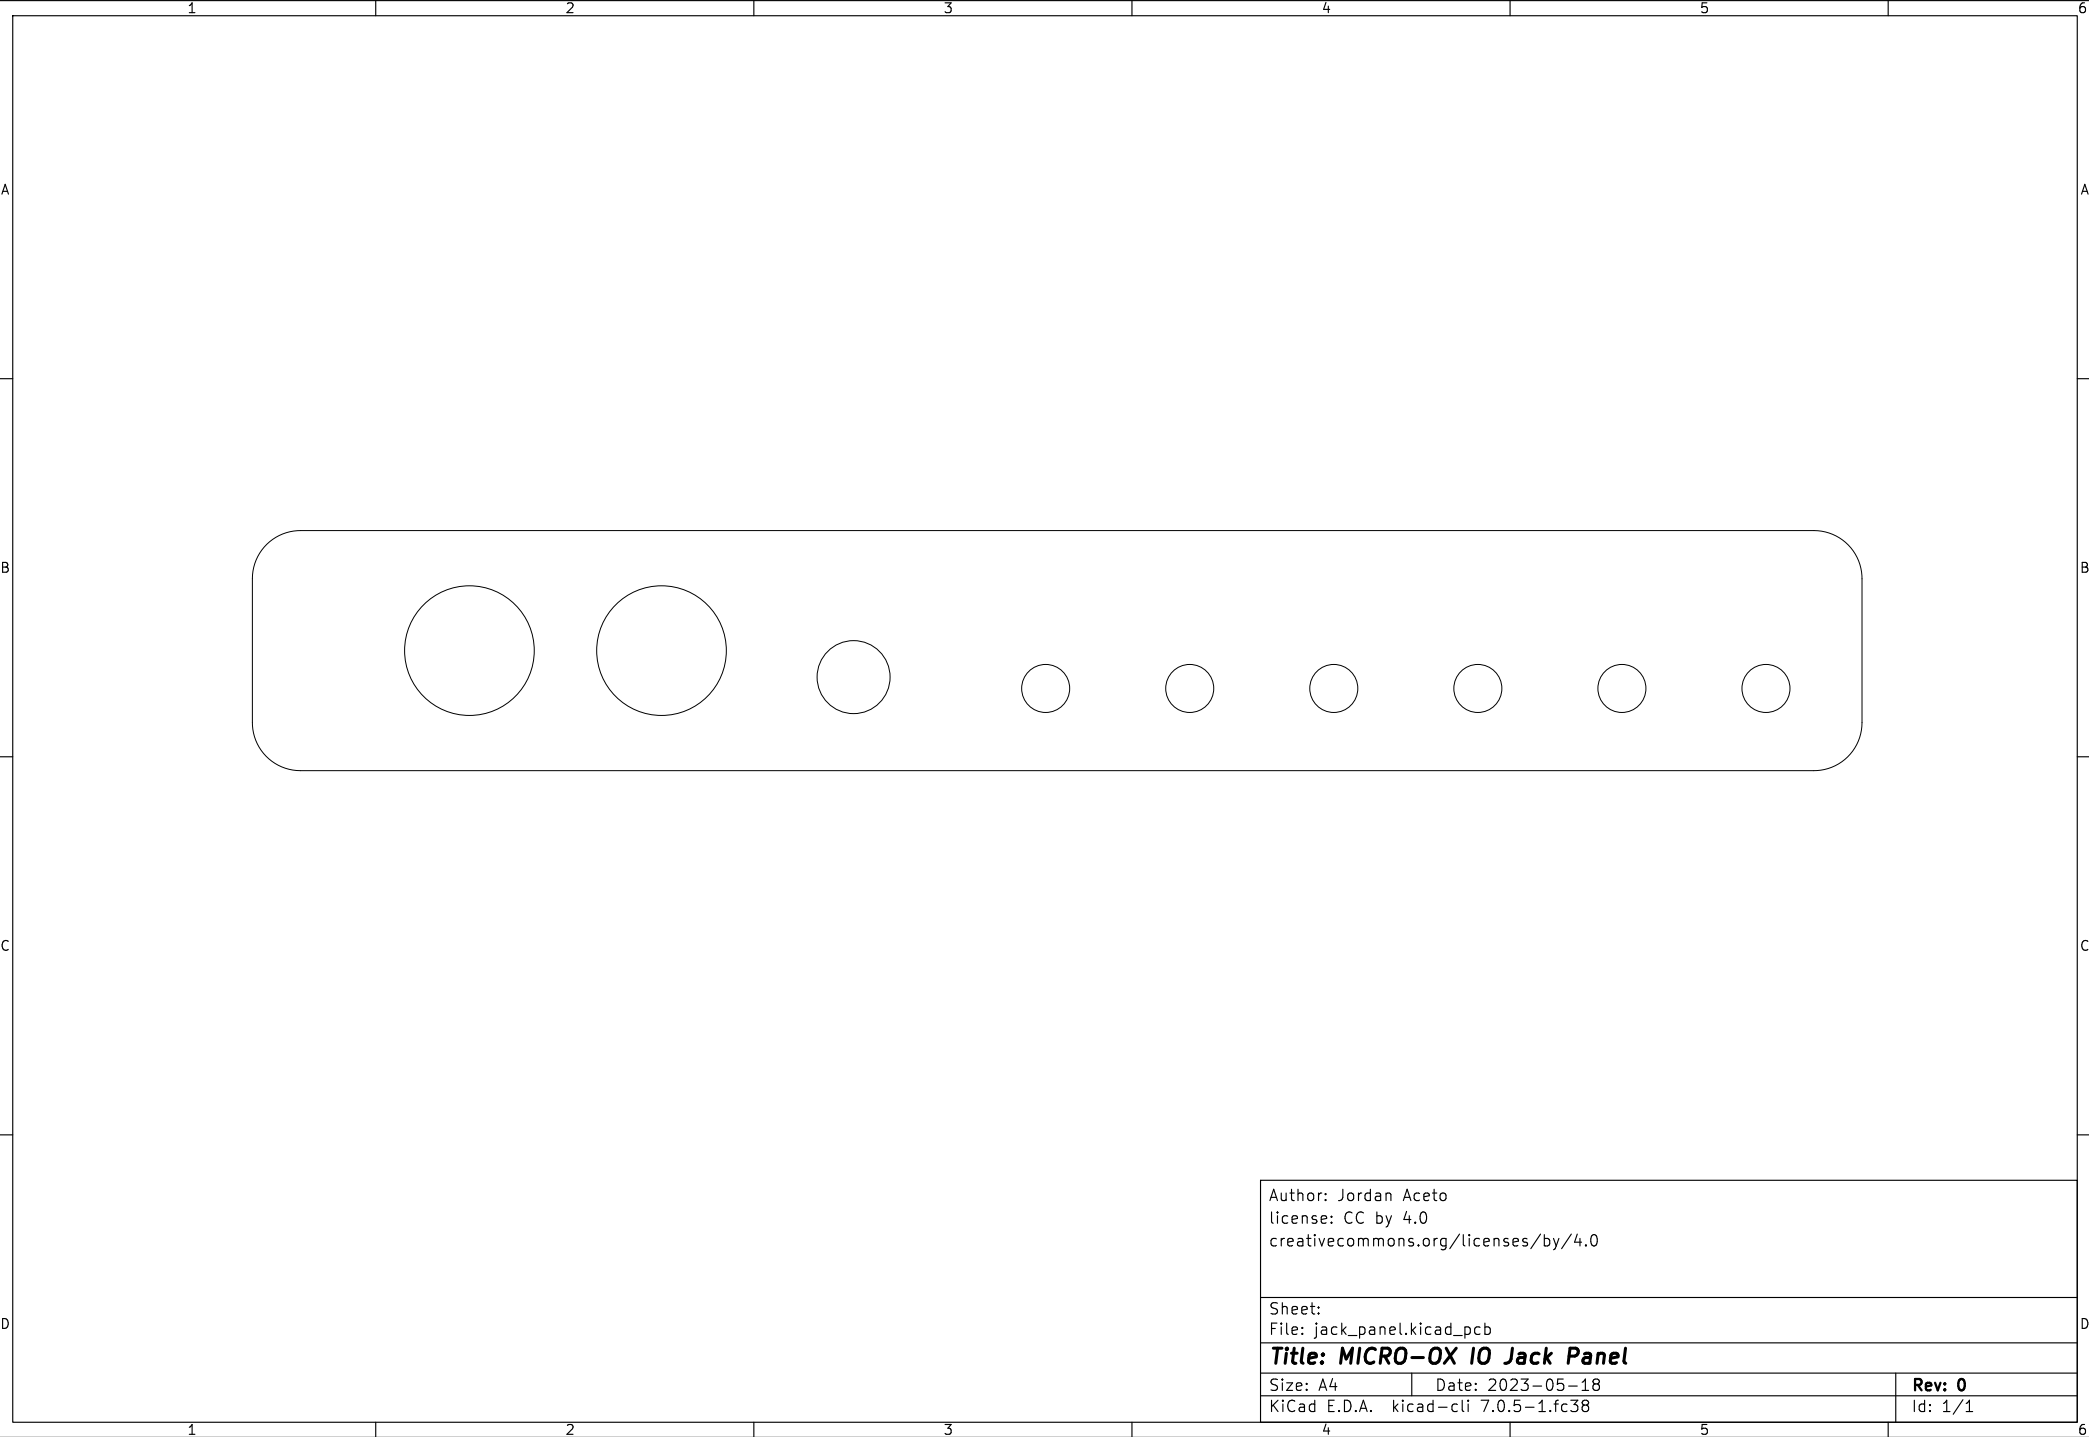 1 2 3 4 5 6
A A
B B
C C
Author: Jordan Aceto
license: CC by 4.0
creativecommons.org/licenses/by/4.0
Sheet:
D D
File: jack_panel.kicad_pcb
Title: MICRO-OX IO Jack Panel
Size: A4 Date: 2023-05-18 Rev: 0
KiCad E.D.A. kicad-cli 7.0.5-1.fc38 Id: 1/1
1 2 3 4 5 6